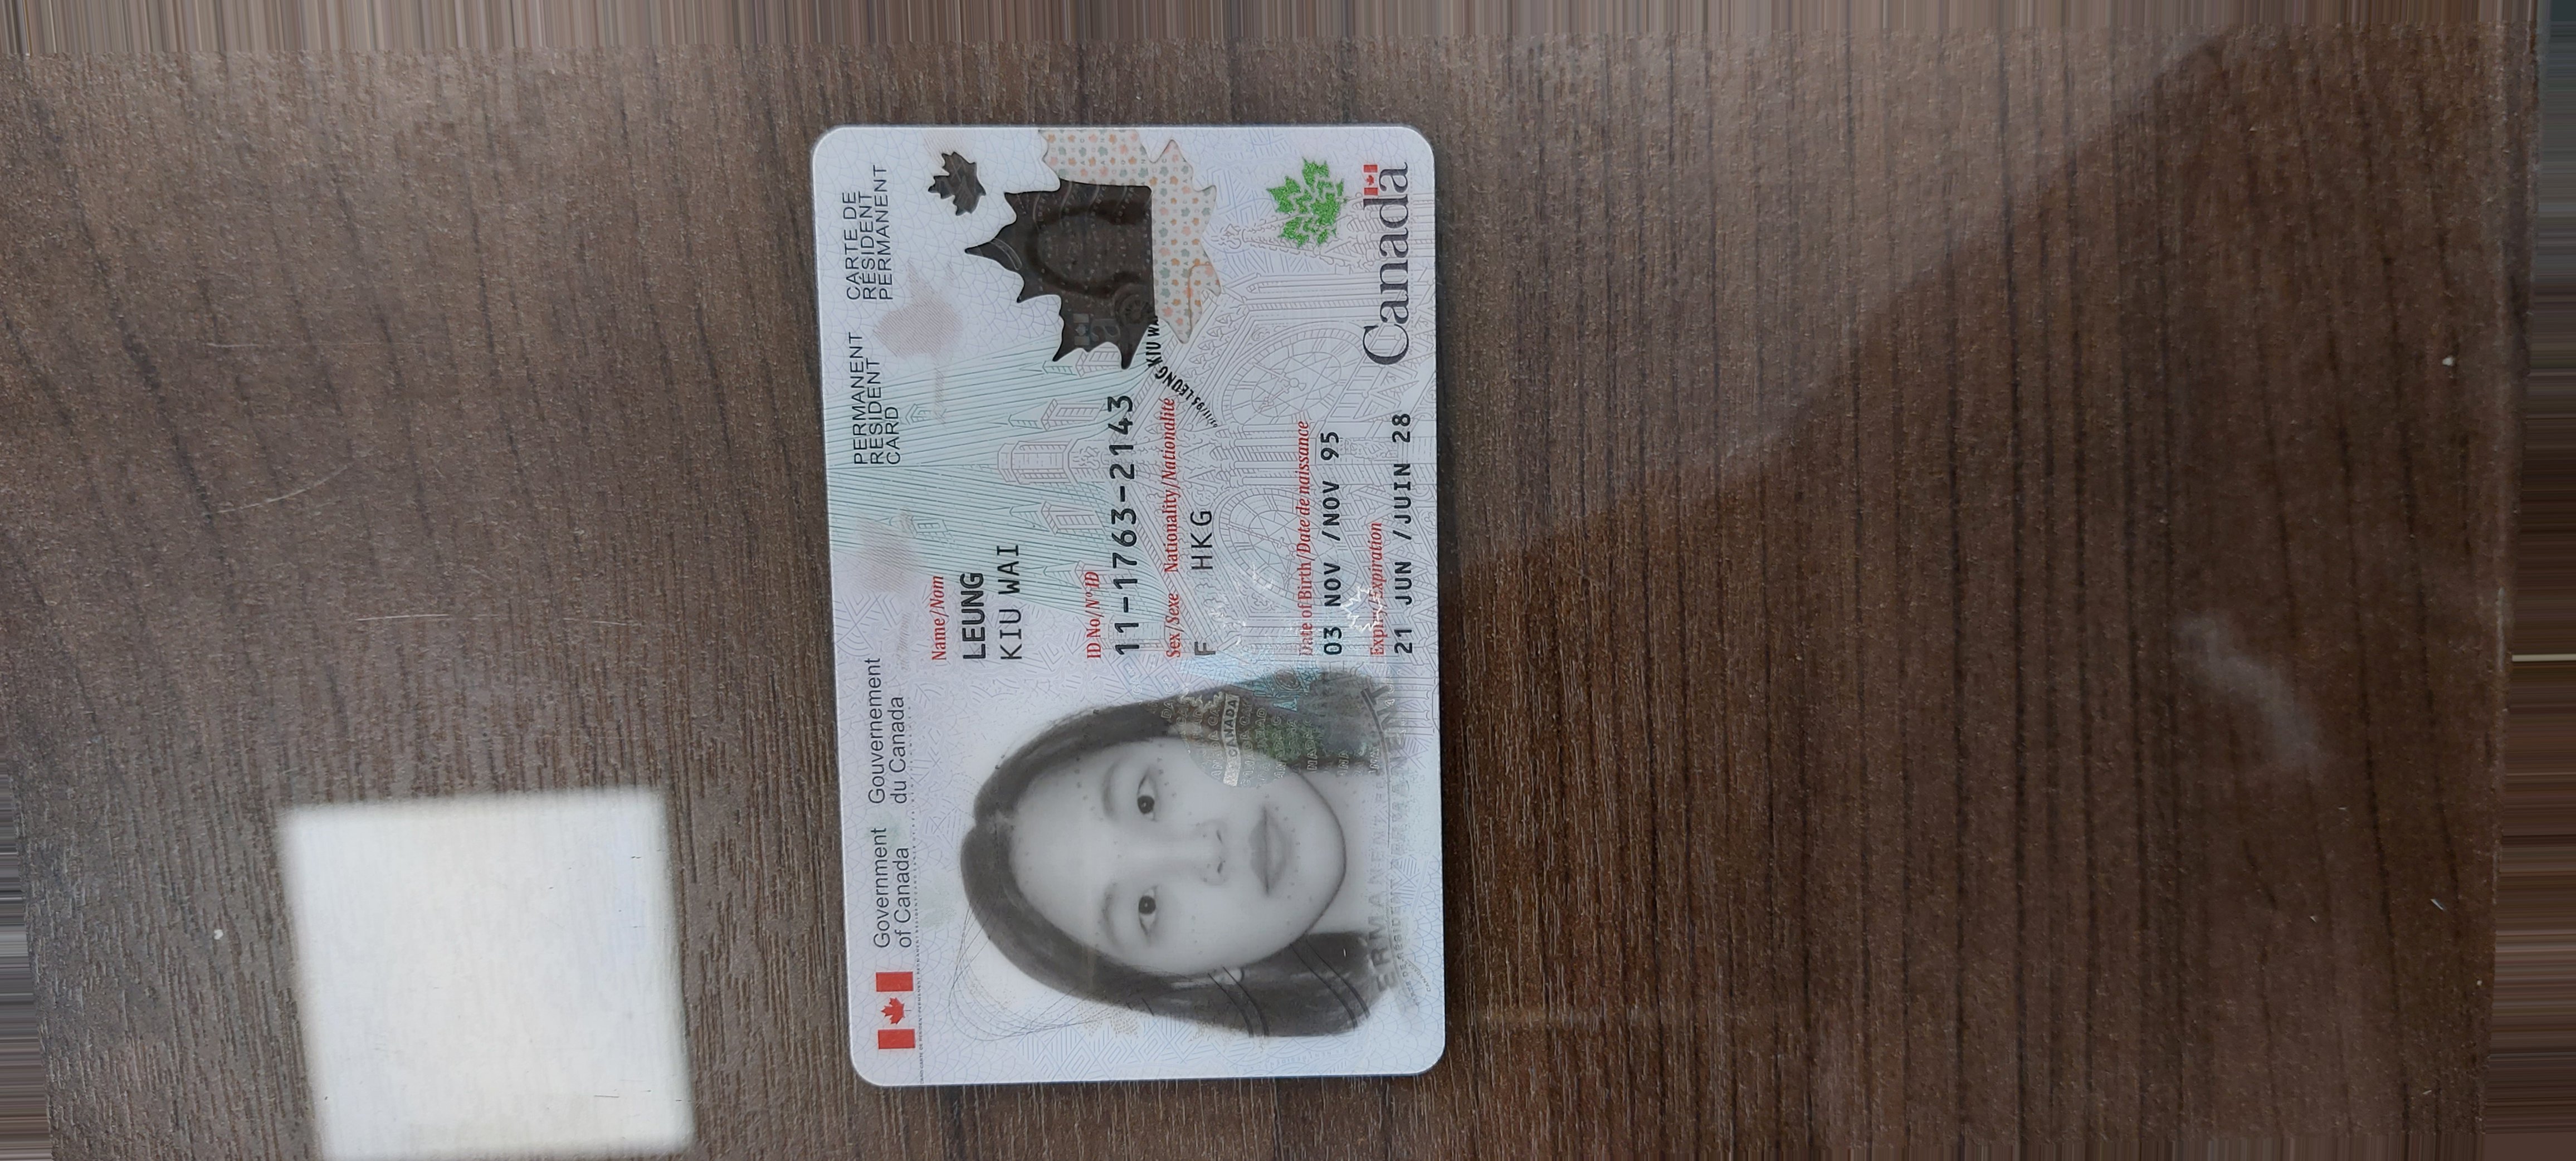 Government of Canada
Gouvernement du Canada
PERMANENT RESIDENT CARD
CARTE DE RÉSIDENT PERMANENT
Name/Nom
LEUNG
KIU WAI
ID No/No ID
11-1763-2143
Sex/Sexe Nationality/Nationalité
F HKG
Date of Birth/Date de naissance
03 NOV /NOV 95
Expiry/Expiration
21 JUN /JUIN 28
Canada